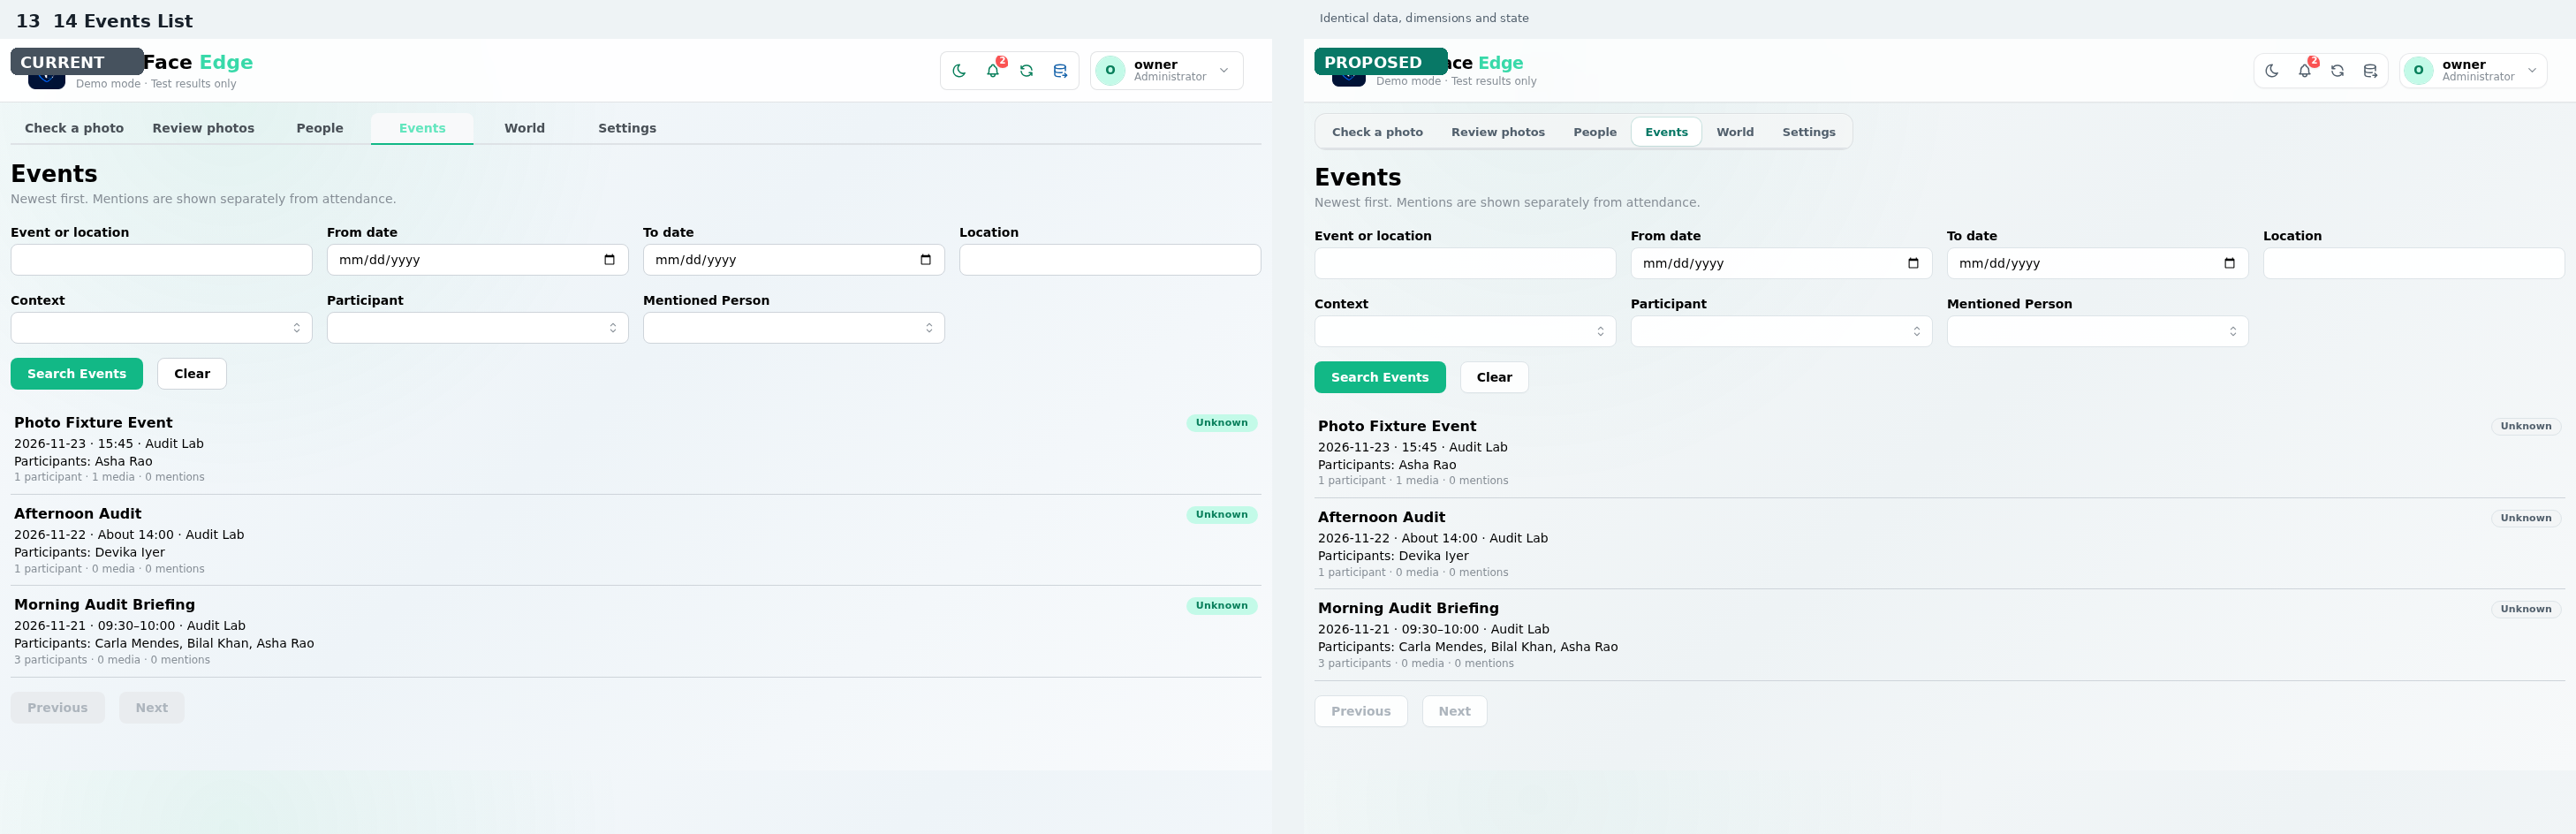 13 14 Events List
CURRENT
Face Edge
Demo mode · Test results only
2
O
owner
Administrator
Check a photo
Review photos
People
Events
World
Settings
Events
Newest first. Mentions are shown separately from attendance.
Event or location
From date
To date
Location
mm/dd/yyyy
mm/dd/yyyy
Context
Participant
Mentioned Person
Search Events
Clear
Photo Fixture Event
Unknown
2026-11-23 · 15:45 · Audit Lab
Participants: Asha Rao
1 participant · 1 media · 0 mentions
Afternoon Audit
Unknown
2026-11-22 · About 14:00 · Audit Lab
Participants: Devika Iyer
1 participant · 0 media · 0 mentions
Morning Audit Briefing
Unknown
2026-11-21 · 09:30–10:00 · Audit Lab
Participants: Carla Mendes, Bilal Khan, Asha Rao
3 participants · 0 media · 0 mentions
Previous
Next
Identical data, dimensions and state
PROPOSED
ace Edge
Demo mode · Test results only
2
O
owner
Administrator
Check a photo
Review photos
People
Events
World
Settings
Events
Newest first. Mentions are shown separately from attendance.
Event or location
From date
To date
Location
mm/dd/yyyy
mm/dd/yyyy
Context
Participant
Mentioned Person
Search Events
Clear
Photo Fixture Event
Unknown
2026-11-23 · 15:45 · Audit Lab
Participants: Asha Rao
1 participant · 1 media · 0 mentions
Afternoon Audit
Unknown
2026-11-22 · About 14:00 · Audit Lab
Participants: Devika Iyer
1 participant · 0 media · 0 mentions
Morning Audit Briefing
Unknown
2026-11-21 · 09:30–10:00 · Audit Lab
Participants: Carla Mendes, Bilal Khan, Asha Rao
3 participants · 0 media · 0 mentions
Previous
Next